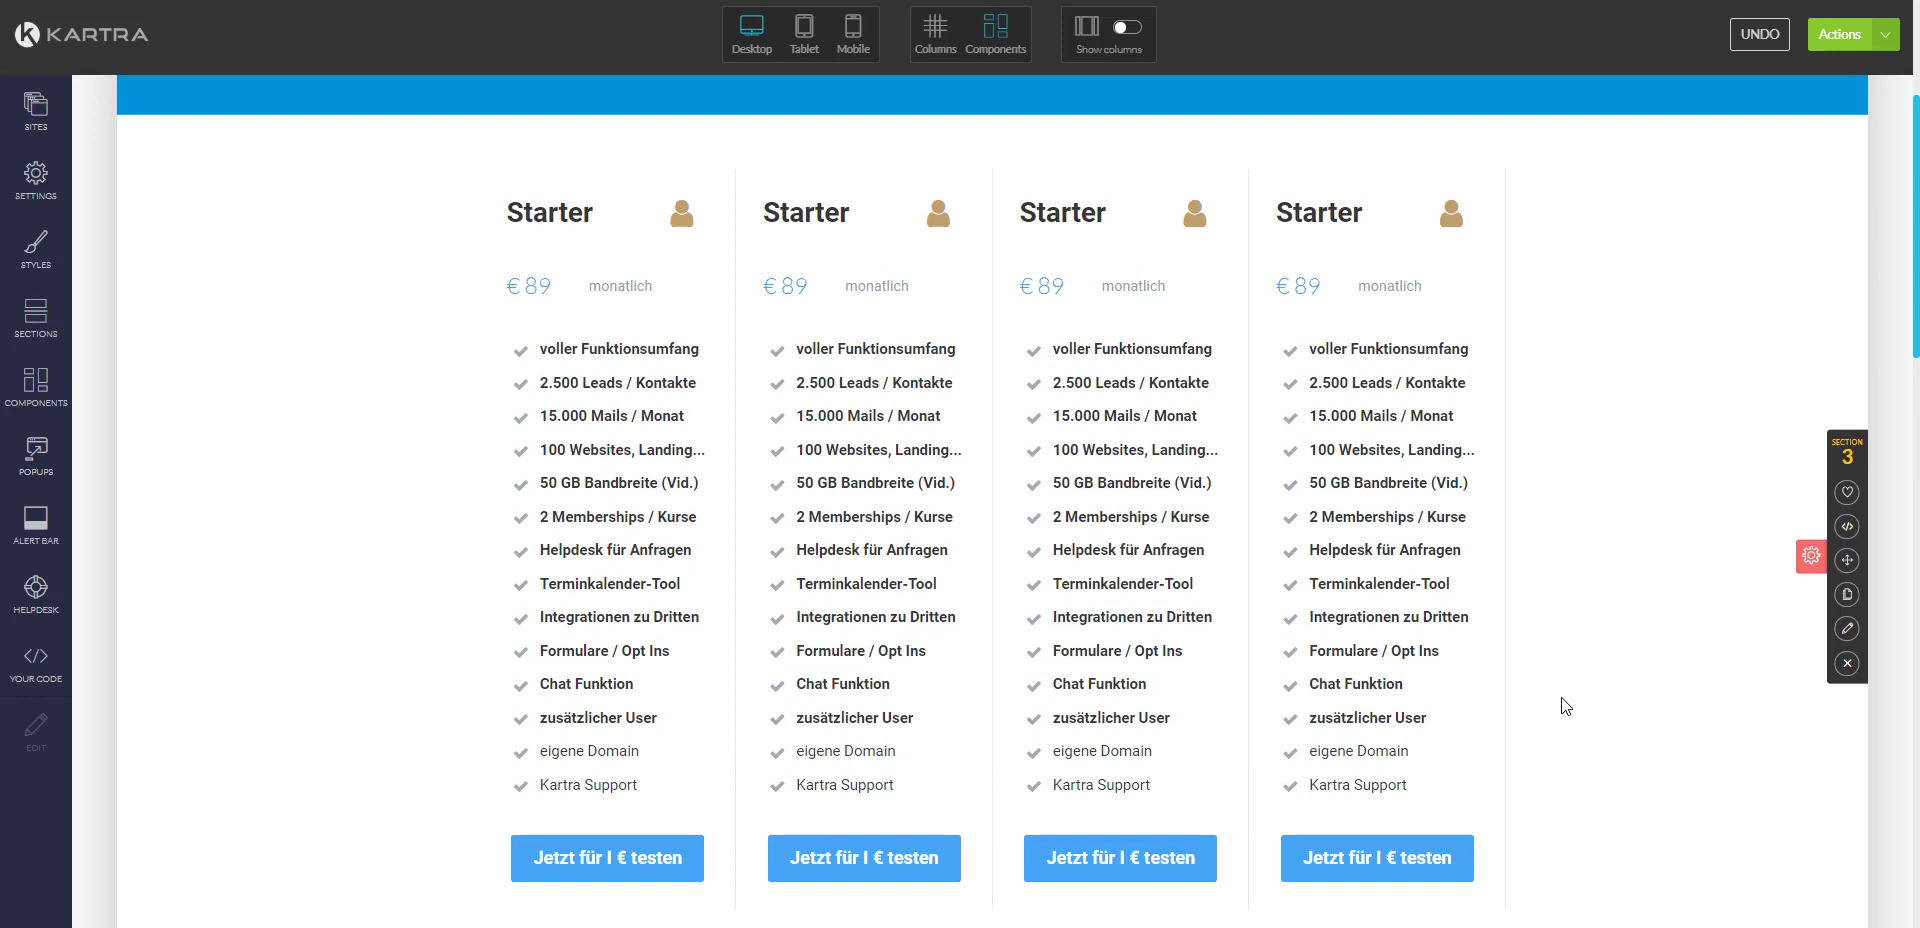 KARTRA
Desktop Tablet Mobile
Columns Components
Show columns
UNDO
Actions
SITES
SETTINGS
STYLES
SECTIONS
COMPONENTS
POPUPS
ALERT BAR
HELPDESK
YOUR CODE
EDIT
Starter Starter Starter Starter
€ 89 monatlich € 89 monatlich € 89 monatlich € 89 monatlich
voller Funktionsumfang voller Funktionsumfang voller Funktionsumfang voller Funktionsumfang
2.500 Leads / Kontakte 2.500 Leads / Kontakte 2.500 Leads / Kontakte 2.500 Leads / Kontakte
15.000 Mails / Monat 15.000 Mails / Monat 15.000 Mails / Monat 15.000 Mails / Monat
100 Websites, Landing... 100 Websites, Landing... 100 Websites, Landing... 100 Websites, Landing...
50 GB Bandbreite (Vid.) 50 GB Bandbreite (Vid.) 50 GB Bandbreite (Vid.) 50 GB Bandbreite (Vid.)
2 Memberships / Kurse 2 Memberships / Kurse 2 Memberships / Kurse 2 Memberships / Kurse
Helpdesk für Anfragen Helpdesk für Anfragen Helpdesk für Anfragen Helpdesk für Anfragen
Terminkalender-Tool Terminkalender-Tool Terminkalender-Tool Terminkalender-Tool
Integrationen zu Dritten Integrationen zu Dritten Integrationen zu Dritten Integrationen zu Dritten
Formulare / Opt Ins Formulare / Opt Ins Formulare / Opt Ins Formulare / Opt Ins
Chat Funktion Chat Funktion Chat Funktion Chat Funktion
zusätzlicher User zusätzlicher User zusätzlicher User zusätzlicher User
eigene Domain eigene Domain eigene Domain eigene Domain
Kartra Support Kartra Support Kartra Support Kartra Support
Jetzt für 1 € testen Jetzt für 1 € testen Jetzt für 1 € testen Jetzt für 1 € testen
SECTION
3